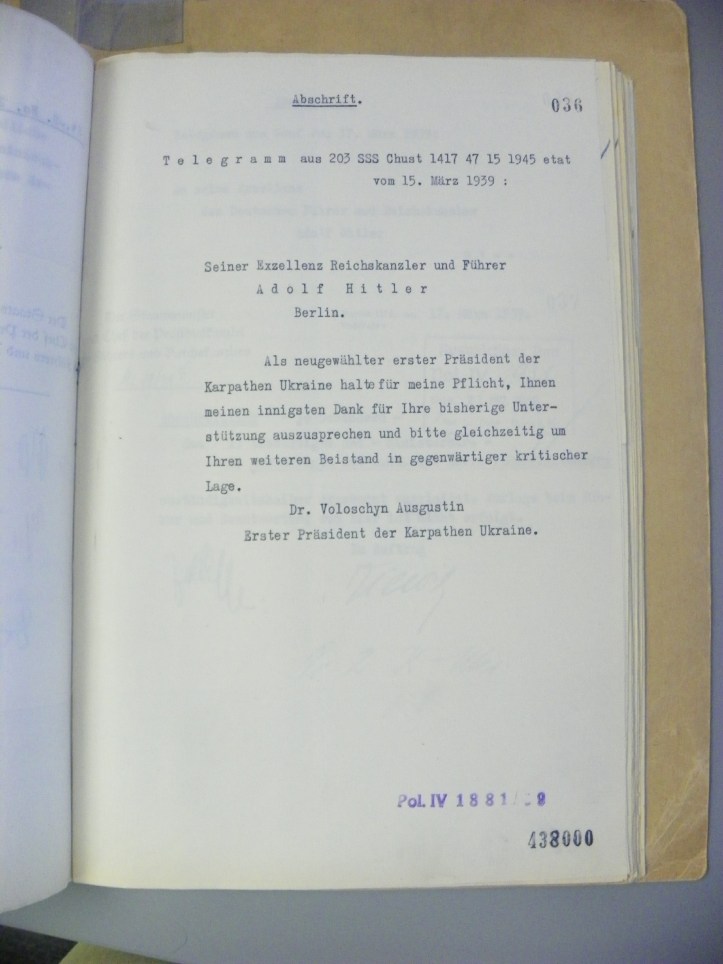 Abschrift.
036
Telegramm aus 203 SSS Chust 1417 47 15 1945 etat
vom 15. März 1939 :
Seiner Exzellenz Reichskanzler und Führer
Adolf Hitler
Berlin.
Als neugewählter erster Präsident der
Karpathen Ukraine halte für meine Pflicht, Ihnen
meinen innigsten Dank für Ihre bisherige Unter-
stützung auszusprechen und bitte gleichzeitig um
Ihren weiteren Beistand in gegenwärtiger kritischer
Lage.
Dr. Voloschyn Ausgustin
Erster Präsident der Karpathen Ukraine.
Pol. IV 1881
438000